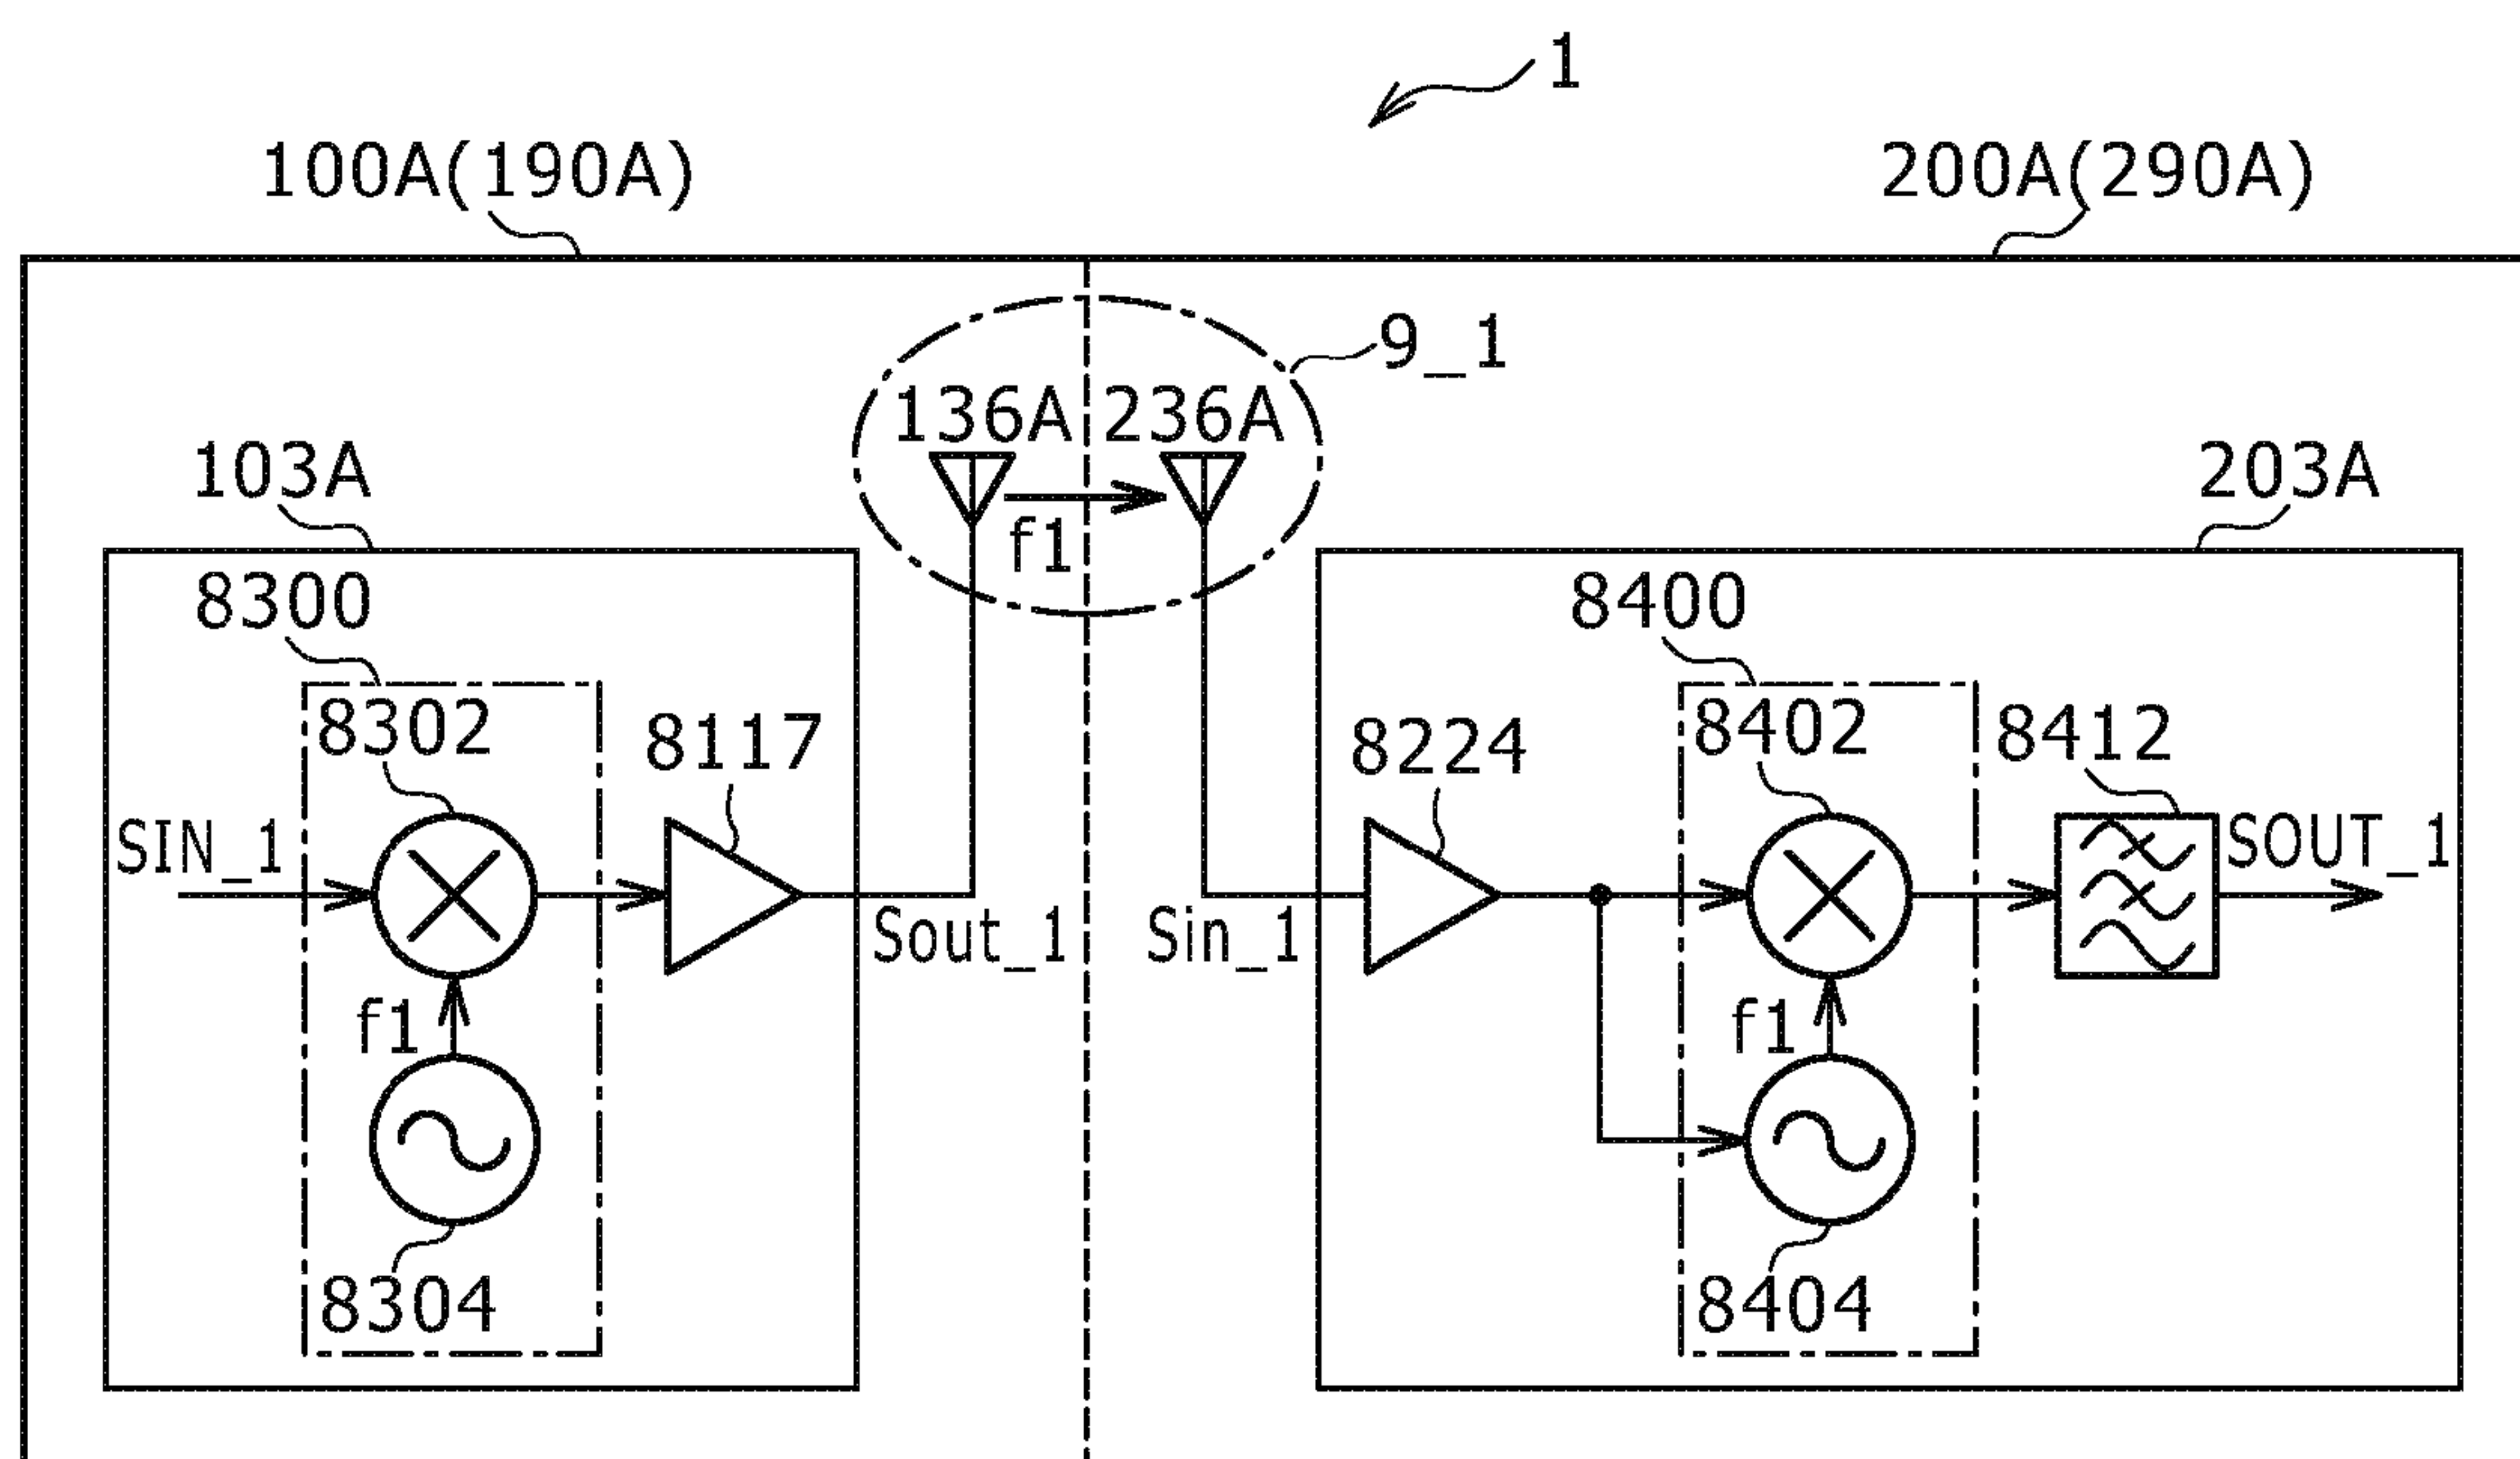 1
100A(190A)
200A(290A)
9_1
136A
236A
103A
203A
f1
8300
8400
8302
8117
8224
8402
8412
SIN_1
SOUT_1
Sout_1
Sin_1
f1
f1
8304
8404